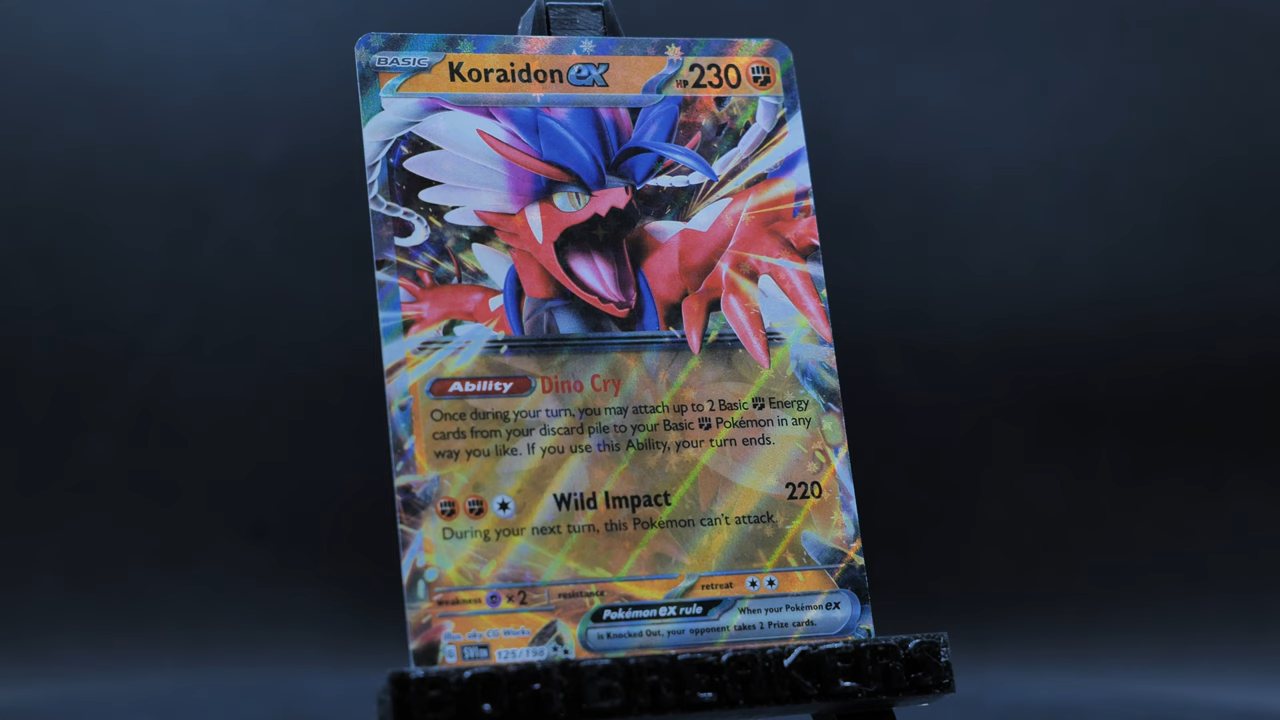 BASIC Koraidon ex HP 230
Ability Dino Cry
Once during your turn, you may attach up to 2 Basic Energy
cards from your discard pile to your Basic Pokémon in any
way you like. If you use this Ability, your turn ends.
Wild Impact 220
During your next turn, this Pokémon can't attack.
weakness ×2 resistance retreat
Pokémon ex rule When your Pokémon ex
is Knocked Out, your opponent takes 2 Prize cards.
Illus. aky CG Works
G SVI EN 125/198